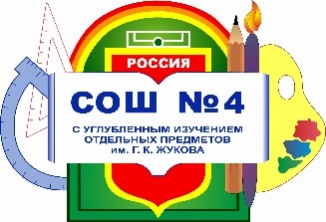 РОССИЯ
СОШ №4
С УГЛУБЛЕННЫМ ИЗУЧЕНИЕМ
ОТДЕЛЬНЫХ ПРЕДМЕТОВ
им. Г. К. ЖУКОВА